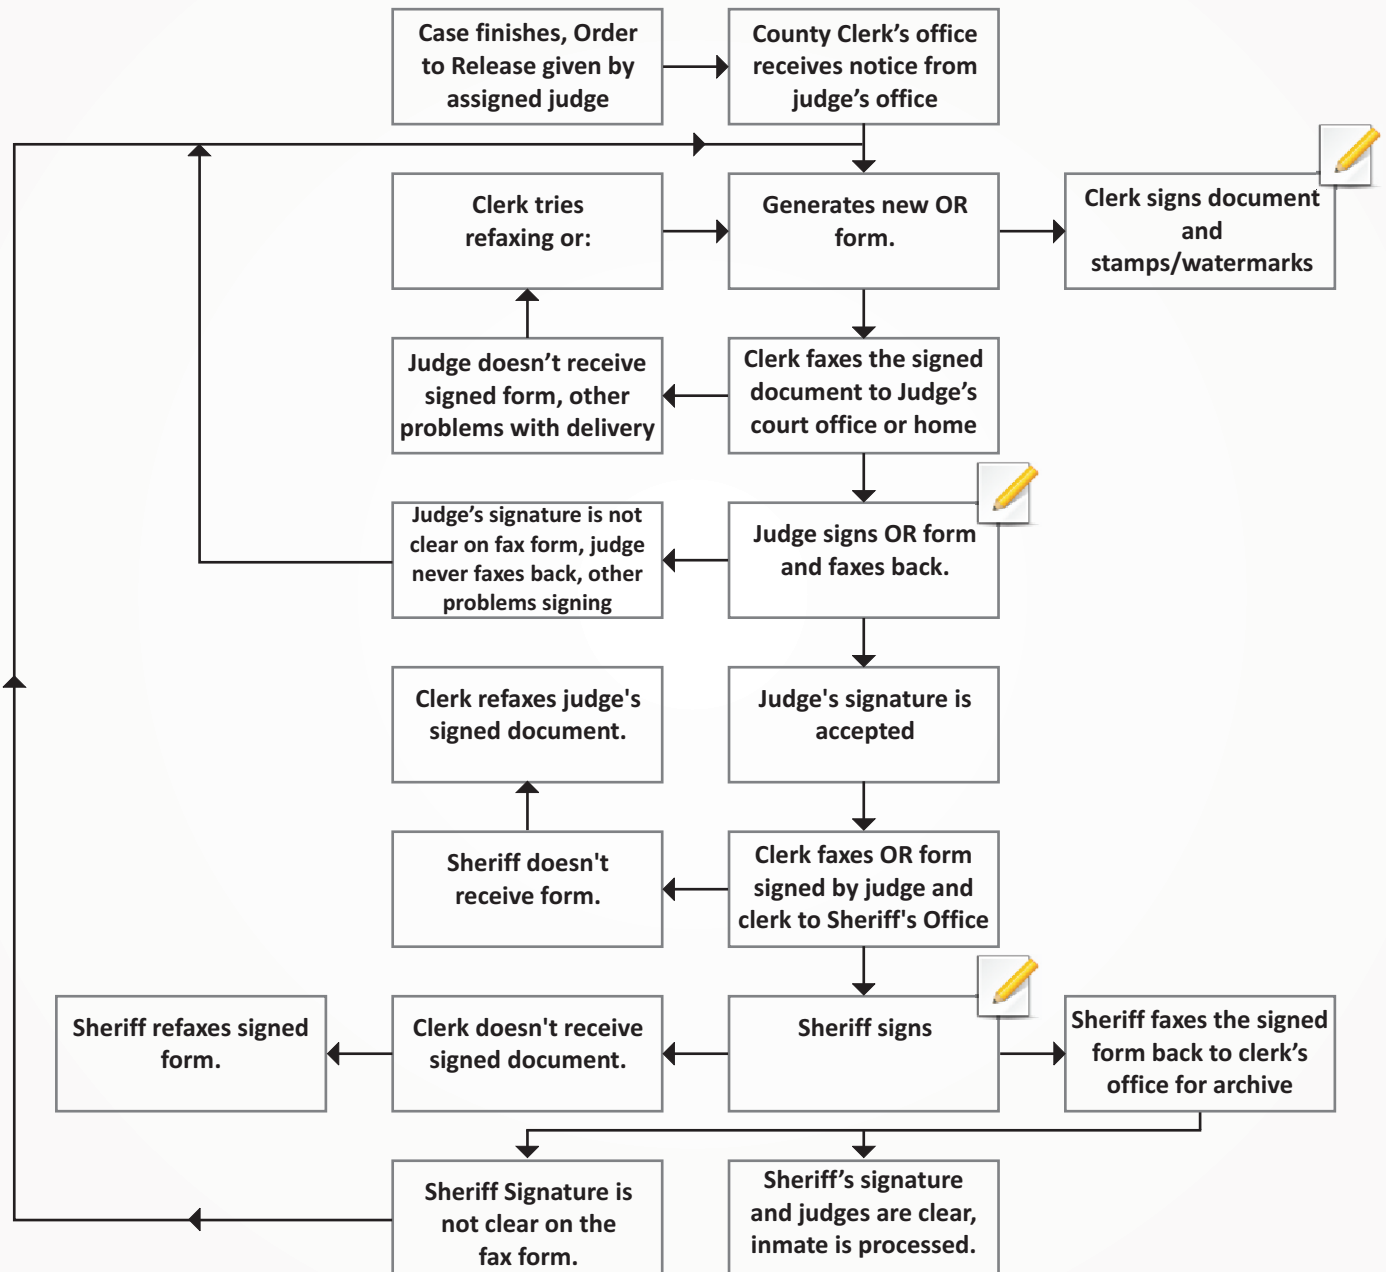 Case finishes, Order
to Release given by
assigned judge
County Clerk’s office
receives notice from
judge’s office
Clerk tries
refaxing or:
Generates new OR
form.
Clerk signs document
and
stamps/watermarks
Judge doesn’t receive
signed form, other
problems with delivery
Clerk faxes the signed
document to Judge’s
court office or home
Judge’s signature is not
clear on fax form, judge
never faxes back, other
problems signing
Judge signs OR form
and faxes back.
Clerk refaxes judge's
signed document.
Judge's signature is
accepted
Sheriff doesn't
receive form.
Clerk faxes OR form
signed by judge and
clerk to Sheriff's Office
Sheriff refaxes signed
form.
Clerk doesn't receive
signed document.
Sheriff signs
Sheriff faxes the signed
form back to clerk’s
office for archive
Sheriff Signature is
not clear on the
fax form.
Sheriff’s signature
and judges are clear,
inmate is processed.